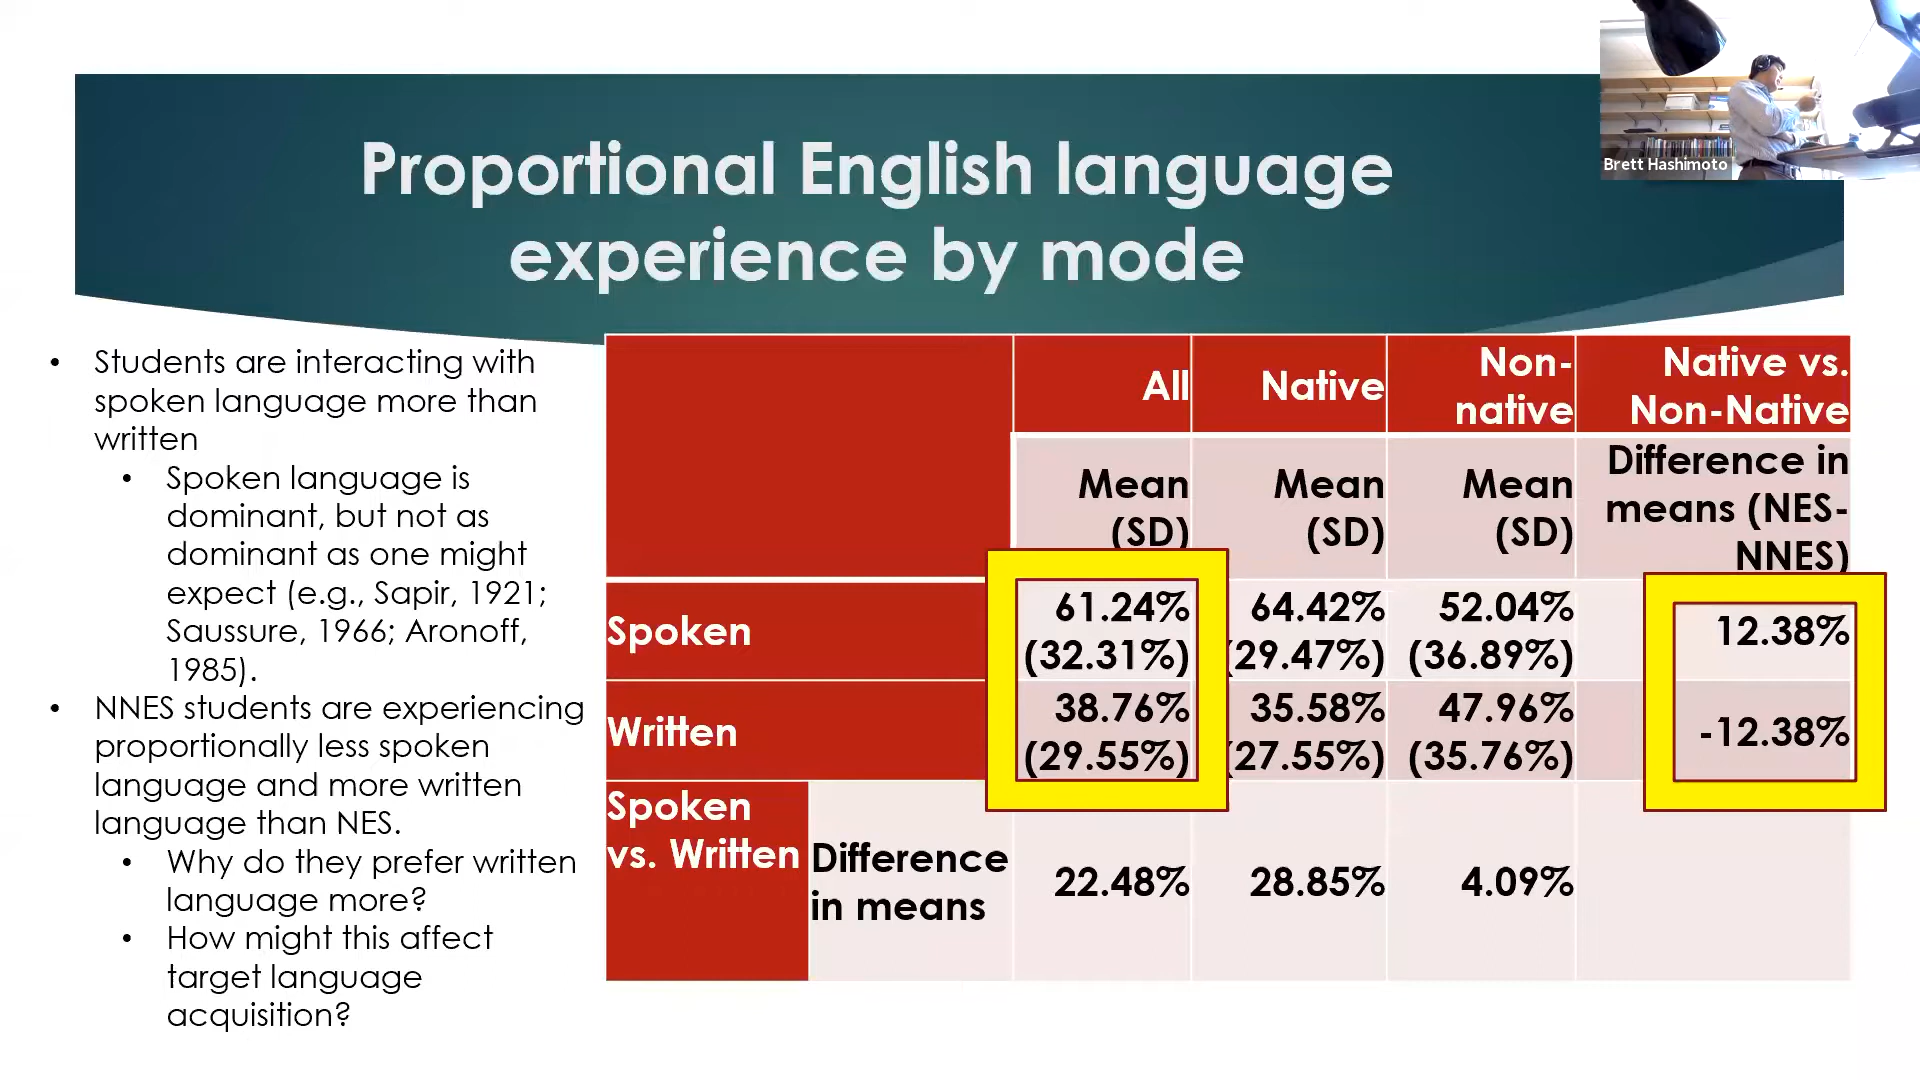 Brett Hashimoto
Proportional English language
experience by mode
• Students are interacting with
spoken language more than
written
• Spoken language is
dominant, but not as
dominant as one might
expect (e.g., Sapir, 1921;
Saussure, 1966; Aronoff,
1985).
• NNES students are experiencing
proportionally less spoken
language and more written
language than NES.
• Why do they prefer written
language more?
• How might this affect
target language
acquisition?
All
Native
Non-
native
Native vs.
Non-Native
Mean
(SD)
Mean
(SD)
Mean
(SD)
Difference in
means (NES-
NNES)
Spoken
61.24%
(32.31%)
64.42%
(29.47%)
52.04%
(36.89%)
12.38%
Written
38.76%
(29.55%)
35.58%
(27.55%)
47.96%
(35.76%)
-12.38%
Spoken
vs. Written
Difference
in means
22.48%
28.85%
4.09%